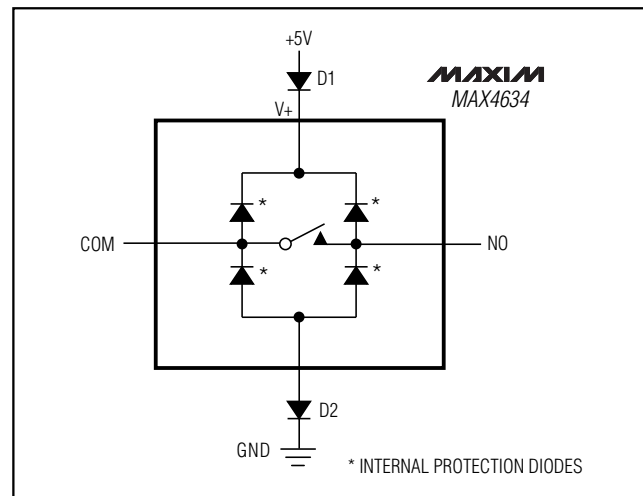 +5V
D1
MAXIM
MAX4634
V+
*
*
COM
NO
*
*
D2
GND
* INTERNAL PROTECTION DIODES